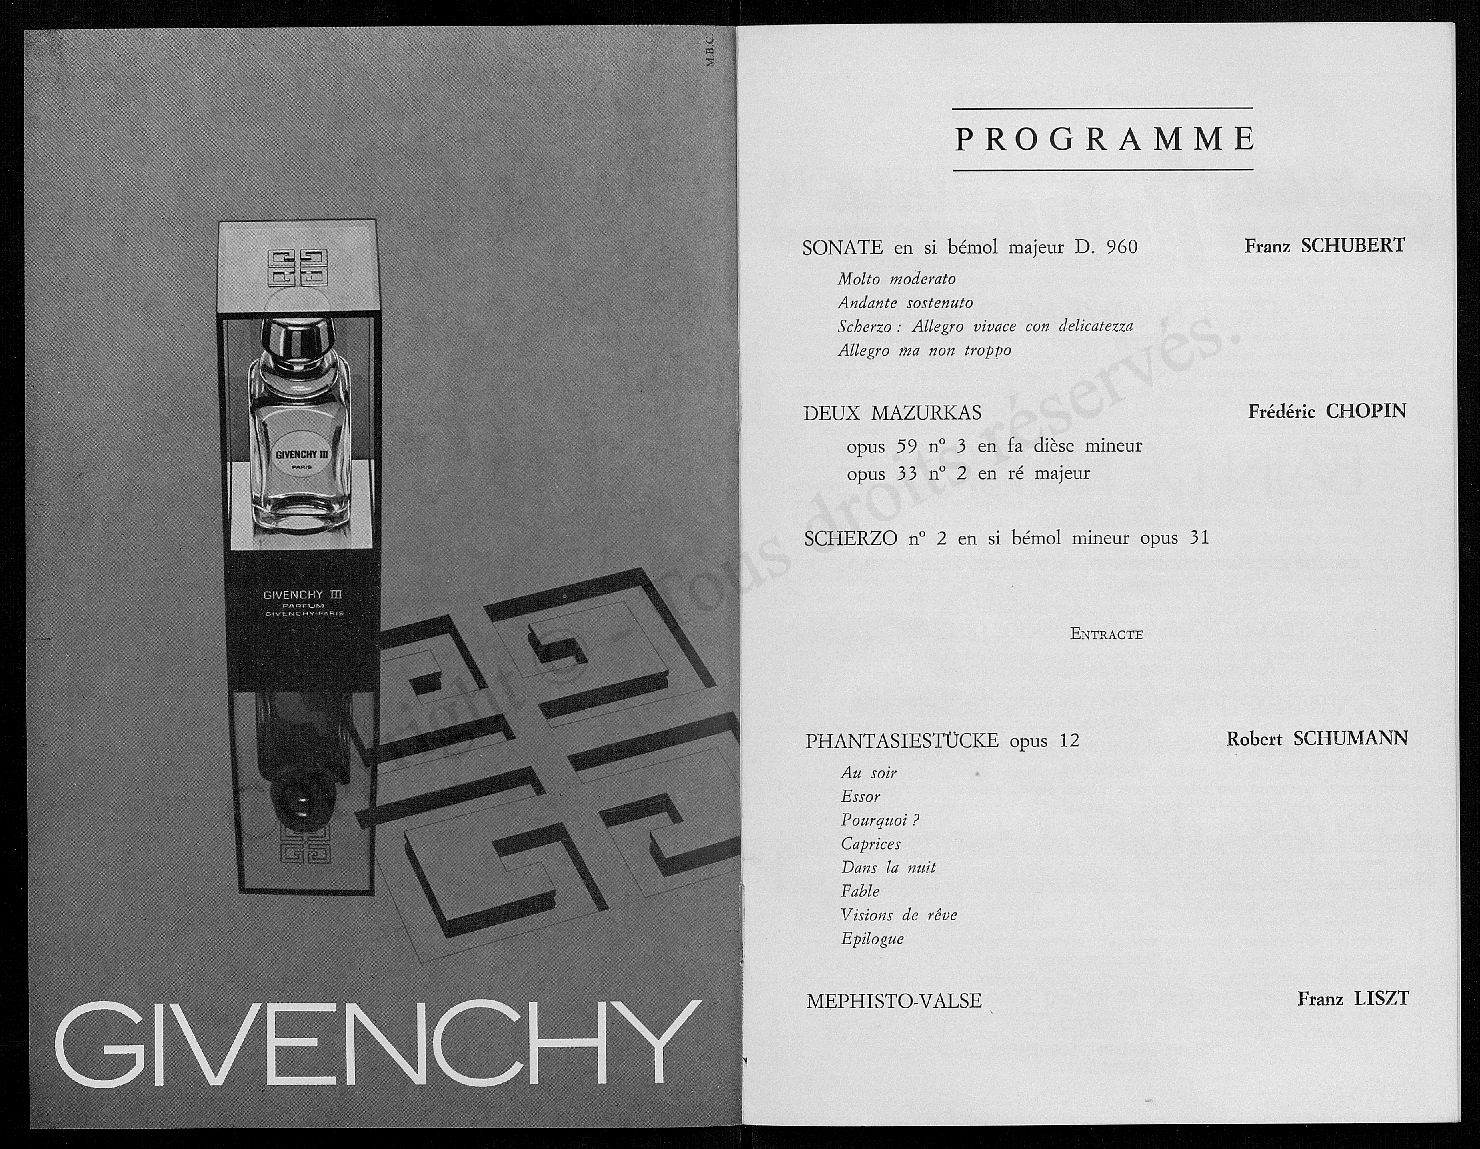 M.B.C.
GIVENCHY III
PARIS
GIVENCHY III
PARFUM
GIVENCHY-PARIS
GIVENCHY
PROGRAMME
SONATE en si bémol majeur D. 960 Franz SCHUBERT
Molto moderato
Andante sostenuto
Scherzo : Allegro vivace con delicatezza
Allegro ma non troppo
DEUX MAZURKAS Frédéric CHOPIN
opus 59 n° 3 en fa dièse mineur
opus 33 n° 2 en ré majeur
SCHERZO n° 2 en si bémol mineur opus 31
ENTRACTE
PHANTASIESTÜCKE opus 12 Robert SCHUMANN
Au soir
Essor
Pourquoi ?
Caprices
Dans la nuit
Fable
Visions de rêve
Epilogue
MEPHISTO-VALSE Franz LISZT
© - Tous droits réservés.